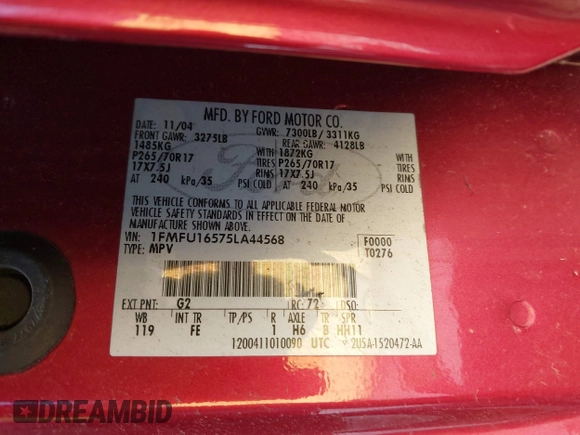 MFD. BY FORD MOTOR CO.
DATE: 11/04 GVWR: 7300LB / 3311KG
FRONT GAWR: 3275LB REAR GAWR: 4128LB
1485KG 1872KG
P265/70R17 TIRES P265/70R17 TIRES
17X7.5J RIMS 17X7.5J RIMS
AT 240 kPa/35 PSI COLD AT 240 kPa/35 PSI COLD
THIS VEHICLE CONFORMS TO ALL APPLICABLE FEDERAL MOTOR
VEHICLE SAFETY STANDARDS IN EFFECT ON THE DATE OF
MANUFACTURE SHOWN ABOVE.
VIN: 1FMFU16575LA44568 F0000
TYPE: MPV T0276
EXT PNT: G2 RC: 72 DSO:
WB INT TR TP/PS R AXLE TR SPR
119 FE 1 H6 B HH11
1200411010090 UTC 2U5A-1520472-AA
DREAMBID